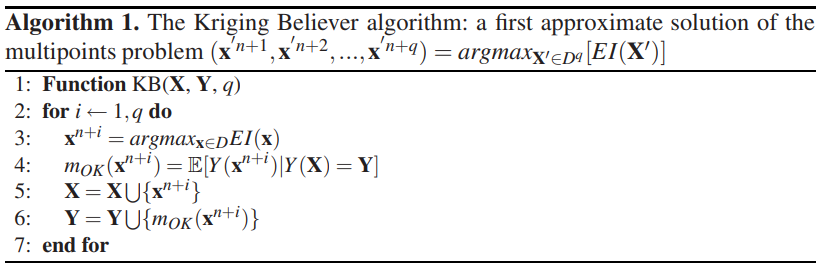 Algorithm 1. The Kriging Believer algorithm: a first approximate solution of the
multipoints problem (x'^{n+1}, x'^{n+2}, ..., x'^{n+q}) = argmax_{X'∈D^q}[EI(X')]
1: Function KB(X, Y, q)
2: for i ← 1, q do
3: x^{n+i} = argmax_{x∈D}EI(x)
4: m_{OK}(x^{n+i}) = 𝔼[Y(x^{n+i})|Y(X) = Y]
5: X = X⋃{x^{n+i}}
6: Y = Y⋃{m_{OK}(x^{n+i})}
7: end for